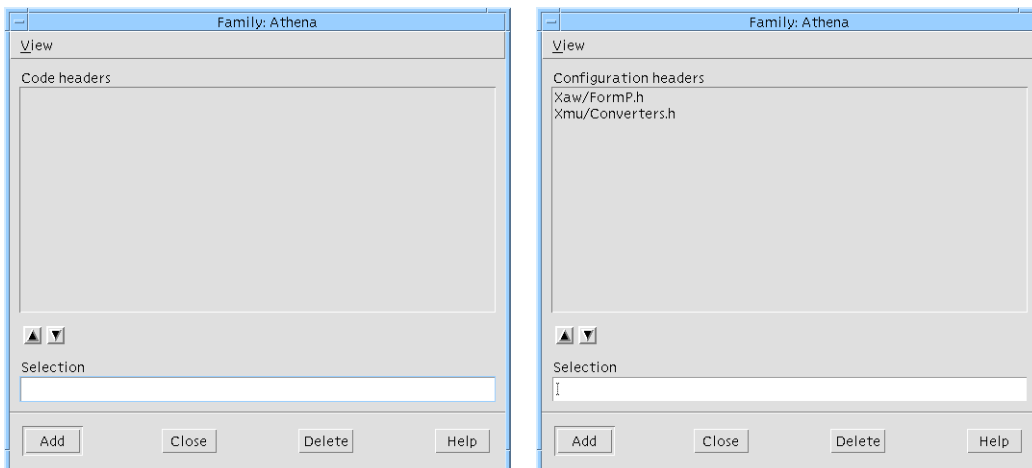 Family: Athena
View
Code headers
Selection
Add Close Delete Help
Family: Athena
View
Configuration headers
Xaw/FormP.h
Xmu/Converters.h
Selection
Add Close Delete Help